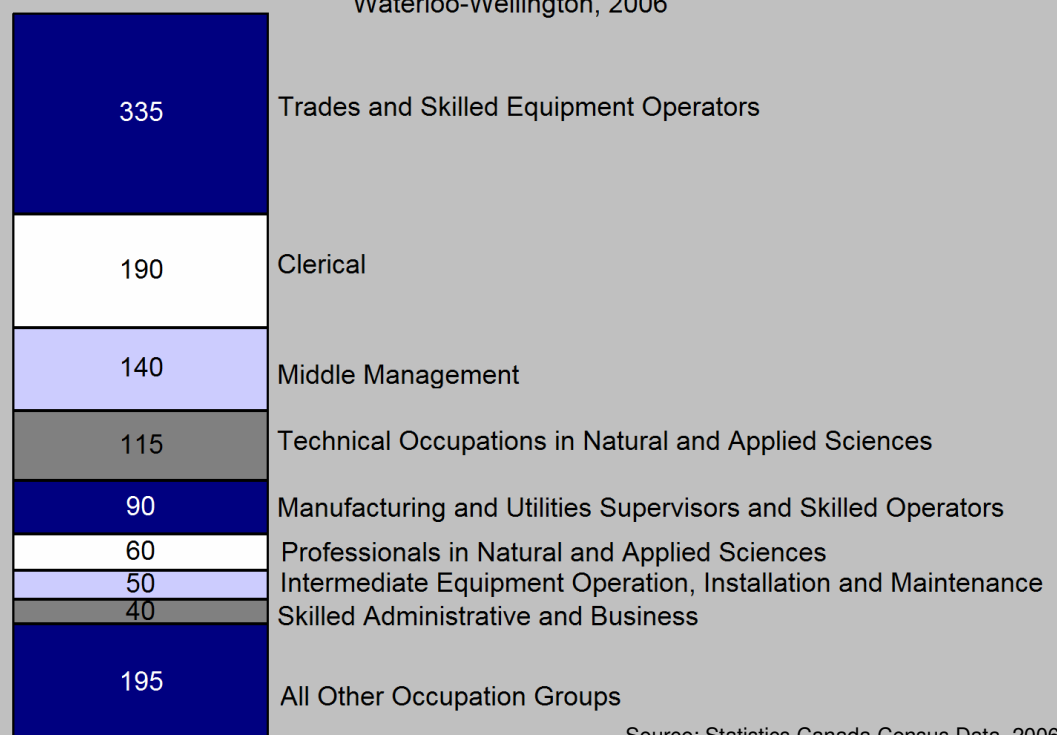 Waterloo-Wellington, 2006
335 Trades and Skilled Equipment Operators
190 Clerical
140 Middle Management
115 Technical Occupations in Natural and Applied Sciences
90 Manufacturing and Utilities Supervisors and Skilled Operators
60 Professionals in Natural and Applied Sciences
50 Intermediate Equipment Operation, Installation and Maintenance
40 Skilled Administrative and Business
195 All Other Occupation Groups
Source: Statistics Canada Census Data, 2006